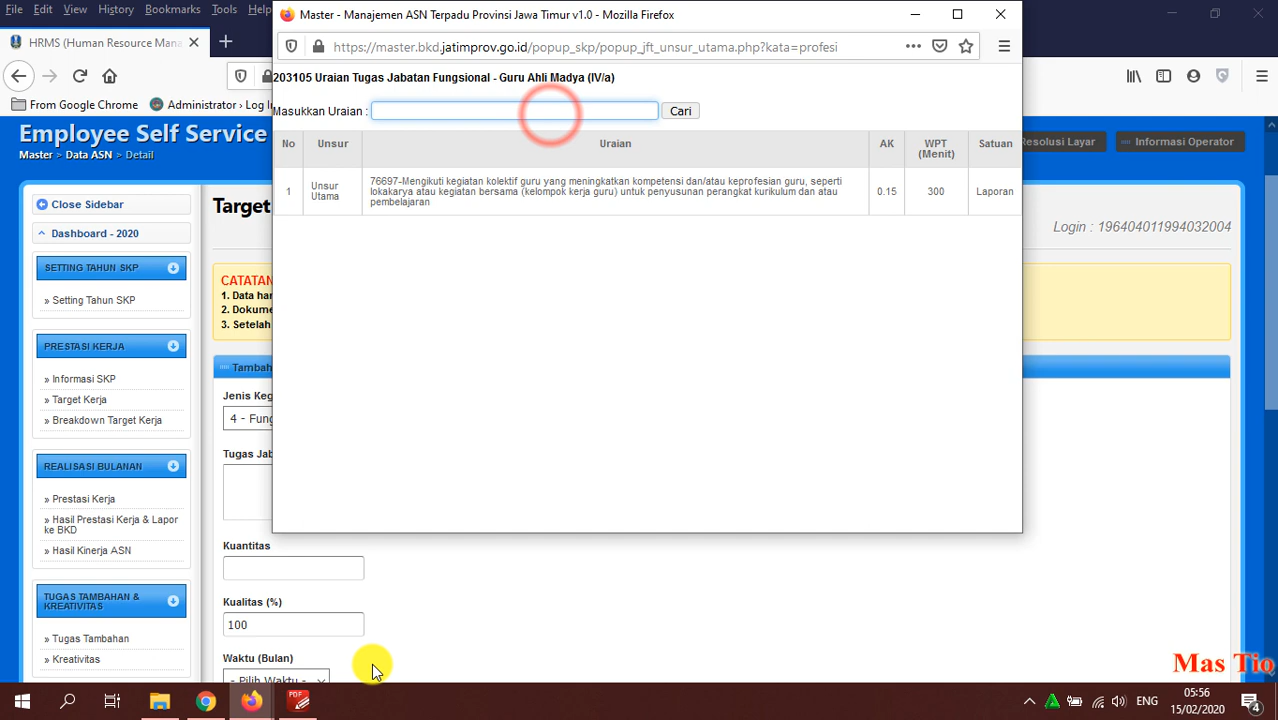 File Edit View History Bookmarks Tools
Master - Manajemen ASN Terpadu Provinsi Jawa Timur v1.0 - Mozilla Firefox
HRMS (Human Resource Mana
https://master.bkd.jatimprov.go.id/popup_skp/popup_jft_unsur_utama.php?kata=profesi
From Google Chrome Administrator › Log In
203105 Uraian Tugas Jabatan Fungsional - Guru Ahli Madya (IV/a)
Masukkan Uraian : Cari
Employee Self Service
Master » Data ASN » Detail
Resolusi Layar Informasi Operator
No Unsur Uraian AK WPT (Menit) Satuan
1 Unsur Utama 76697-Mengikuti kegiatan kolektif guru yang meningkatkan kompetensi dan/atau keprofesian guru, seperti
lokakarya atau kegiatan bersama (kelompok kerja guru) untuk penyusunan perangkat kurikulum dan atau
pembelajaran 0.15 300 Laporan
Close Sidebar
Dashboard - 2020
SETTING TAHUN SKP
» Setting Tahun SKP
PRESTASI KERJA
» Informasi SKP
» Target Kerja
» Breakdown Target Kerja
REALISASI BULANAN
» Prestasi Kerja
» Hasil Prestasi Kerja & Lapor
ke BKD
» Hasil Kinerja ASN
TUGAS TAMBAHAN &
KREATIVITAS
» Tugas Tambahan
» Kreativitas
Target
Login : 196404011994032004
CATATAN
1. Data har
2. Dokume
3. Setelah
Tambah
Jenis Keg
4 - Fung
Tugas Jab
Kuantitas
Kualitas (%)
100
Waktu (Bulan)
- Pilih Waktu -
Mas Tio
PDF
ENG
05:56
15/02/2020
4